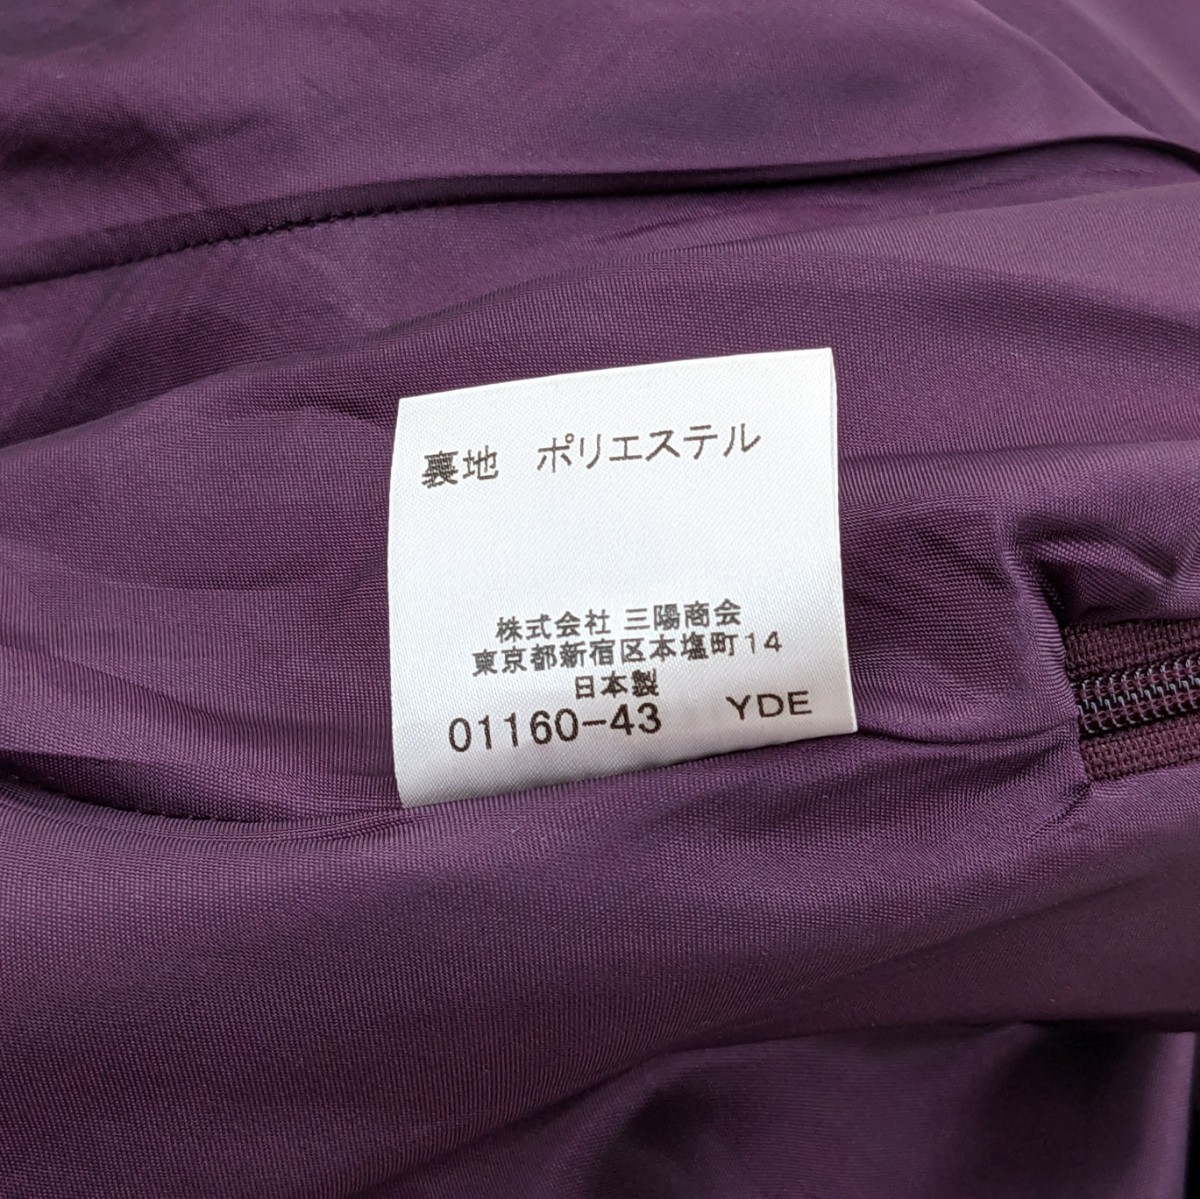 裏地　ポリエステル
株式会社 三陽商会
東京都新宿区本塩町14
日本製
01160-43　YDE